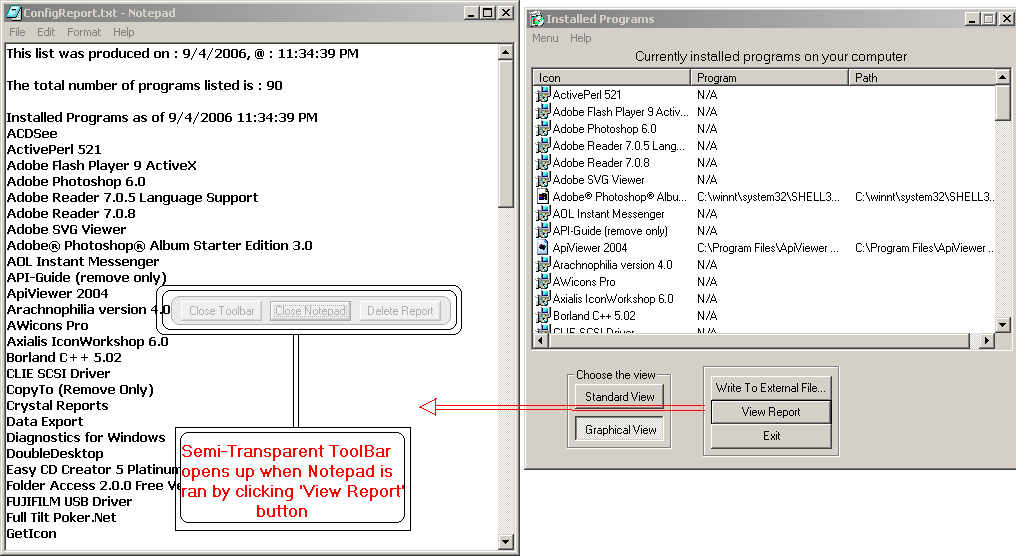 ConfigReport.txt - Notepad
File Edit Format Help
This list was produced on : 9/4/2006, @ : 11:34:39 PM
The total number of programs listed is : 90
Installed Programs as of 9/4/2006 11:34:39 PM
ACDSee
ActivePerl 521
Adobe Flash Player 9 ActiveX
Adobe Photoshop 6.0
Adobe Reader 7.0.5 Language Support
Adobe Reader 7.0.8
Adobe SVG Viewer
Adobe® Photoshop® Album Starter Edition 3.0
AOL Instant Messenger
API-Guide (remove only)
ApiViewer 2004
Arachnophilia version 4.0
AWicons Pro
Axialis IconWorkshop 6.0
Borland C++ 5.02
CLIE SCSI Driver
CopyTo (Remove Only)
Crystal Reports
Data Export
Diagnostics for Windows
DoubleDesktop
Easy CD Creator 5 Platinum
Folder Access 2.0.0 Free
FUJIFILM USB Driver
Full Tilt Poker.Net
GetIcon
Close Toolbar Close Notepad Delete Report
Semi-Transparent ToolBar
opens up when Notepad is
ran by clicking 'View Report'
button
Installed Programs
Menu Help
Currently installed programs on your computer
Icon Program Path
ActivePerl 521 N/A
Adobe Flash Player 9 Activ... N/A
Adobe Photoshop 6.0 N/A
Adobe Reader 7.0.5 Lang... N/A
Adobe Reader 7.0.8 N/A
Adobe SVG Viewer N/A
Adobe® Photoshop® Albu... C:\winnt\system32\SHELL3... C:\winnt\system32\SHELL3...
AOL Instant Messenger N/A
API-Guide (remove only) N/A
ApiViewer 2004 C:\Program Files\ApiViewer ... C:\Program Files\ApiViewer ...
Arachnophilia version 4.0 N/A
AWicons Pro N/A
Axialis IconWorkshop 6.0 N/A
Borland C++ 5.02 N/A
CLIE SCSI Driver N/A
Choose the view
Standard View
Graphical View
Write To External File...
View Report
Exit